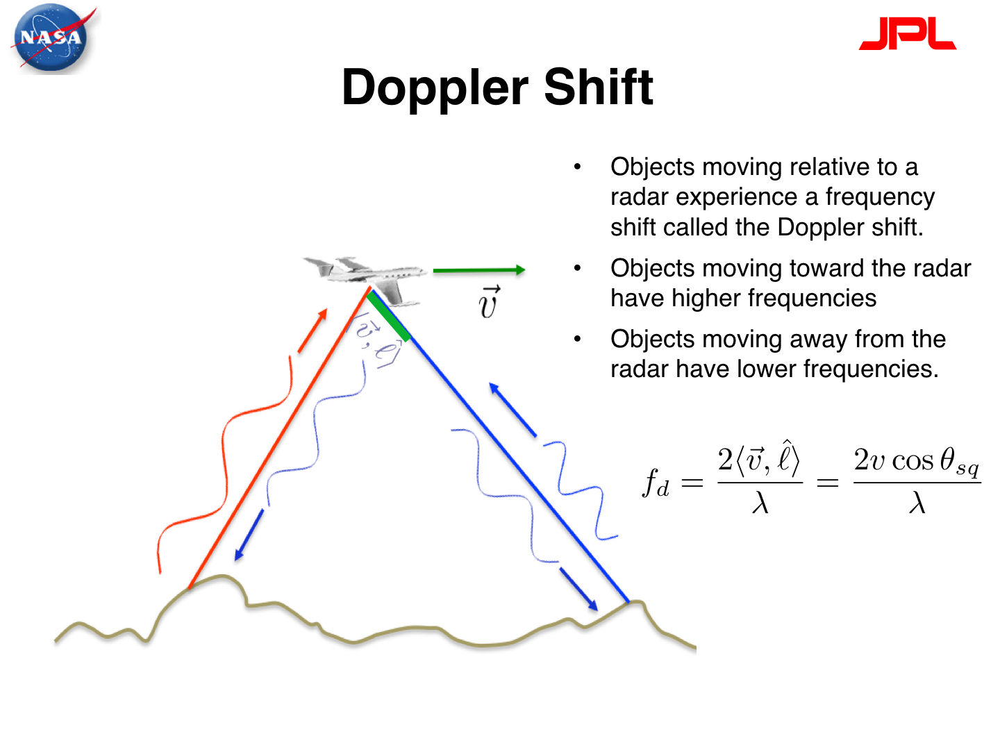 NASA
JPL
Doppler Shift
• Objects moving relative to a
radar experience a frequency
shift called the Doppler shift.
• Objects moving toward the radar
have higher frequencies
• Objects moving away from the
radar have lower frequencies.
$\vec{v}$
$\langle \vec{v}, \hat{\ell} \rangle$
$f_d = \frac{2\langle \vec{v}, \hat{\ell} \rangle}{\lambda} = \frac{2v \cos \theta_{sq}}{\lambda}$